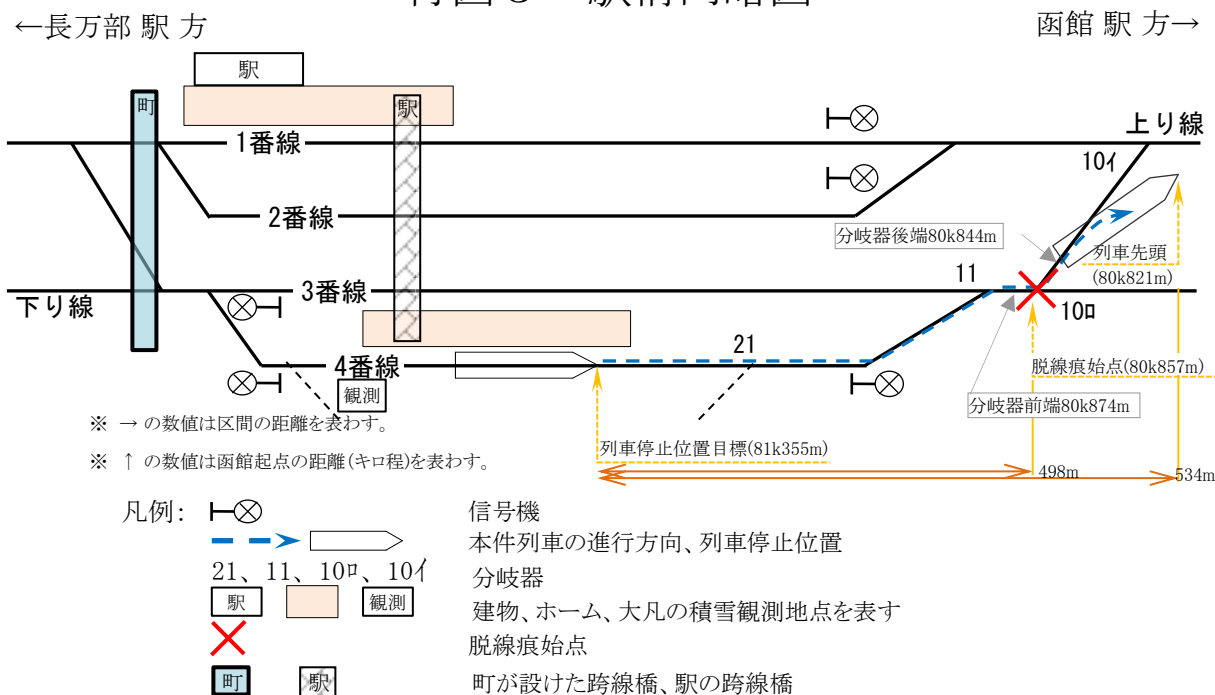 ←長万部 駅 方
函館 駅 方→
駅
町
駅
1番線
上り線
10ｲ
2番線
分岐器後端80k844m
列車先頭
(80k821m)
3番線
11
下り線
10ﾛ
21
4番線
脱線痕始点(80k857m)
観測
分岐器前端80k874m
※ → の数値は区間の距離を表わす。
列車停止位置目標(81k355m)
※ ↑ の数値は函館起点の距離(キロ程)を表わす。
498m
534m
凡例:
信号機
本件列車の進行方向、列車停止位置
21、11、10ﾛ、10ｲ
分岐器
駅
観測
建物、ホーム、大凡の積雪観測地点を表す
脱線痕始点
町
駅
町が設けた跨線橋、駅の跨線橋